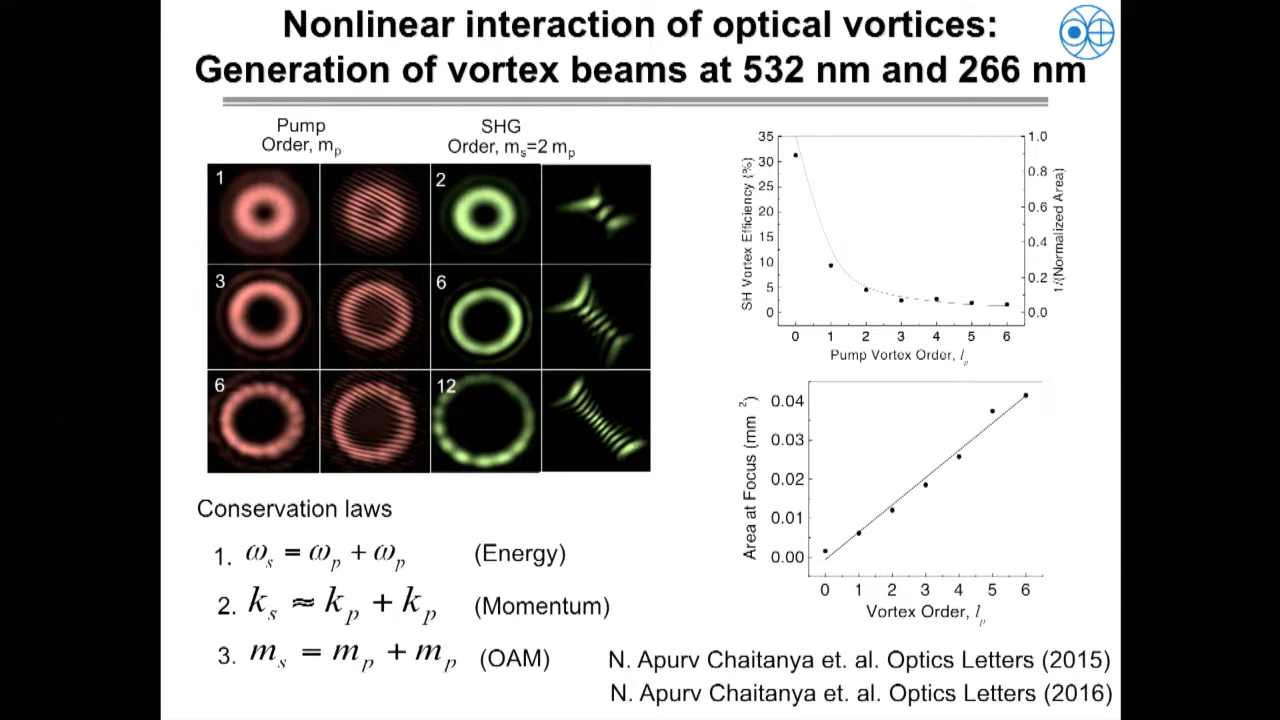 Nonlinear interaction of optical vortices:
Generation of vortex beams at 532 nm and 266 nm
Pump
Order, mp
SHG
Order, ms=2 mp
1
2
3
6
6
12
Conservation laws
1. ωs = ωp + ωp (Energy)
2. ks ≈ kp + kp (Momentum)
3. ms = mp + mp (OAM)
SH Vortex Efficiency (%)
35
30
25
20
15
10
5
0
1.0
0.8
0.6
0.4
0.2
0.0
1/(Normalized Area)
0 1 2 3 4 5 6
Pump Vortex Order, lp
Area at Focus (mm²)
0.04
0.03
0.02
0.01
0.00
0 1 2 3 4 5 6
Vortex Order, lp
N. Apurv Chaitanya et. al. Optics Letters (2015)
N. Apurv Chaitanya et. al. Optics Letters (2016)